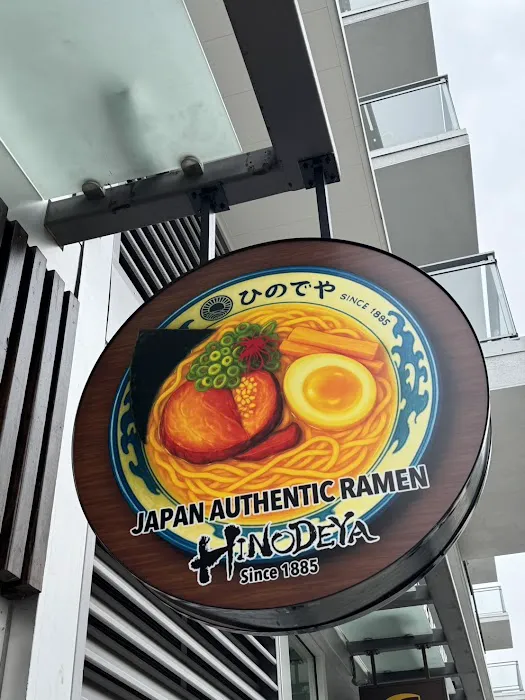 ひのでや SINCE 1885
JAPAN AUTHENTIC RAMEN
HINODEYA
Since 1885